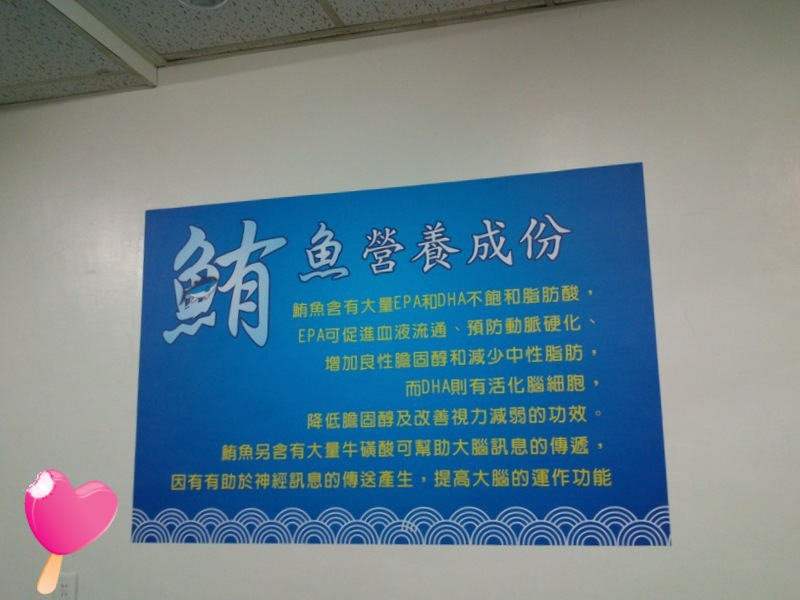 鮪魚營養成份
鮪魚含有大量EPA和DHA不飽和脂肪酸，
EPA可促進血液流通、預防動脈硬化、
增加良性膽固醇和減少中性脂肪，
而DHA則有活化腦細胞，
降低膽固醇及改善視力減弱的功效。
鮪魚另含有大量牛磺酸可幫助大腦訊息的傳遞，
因有有助於神經訊息的傳送產生，提高大腦的運作功能